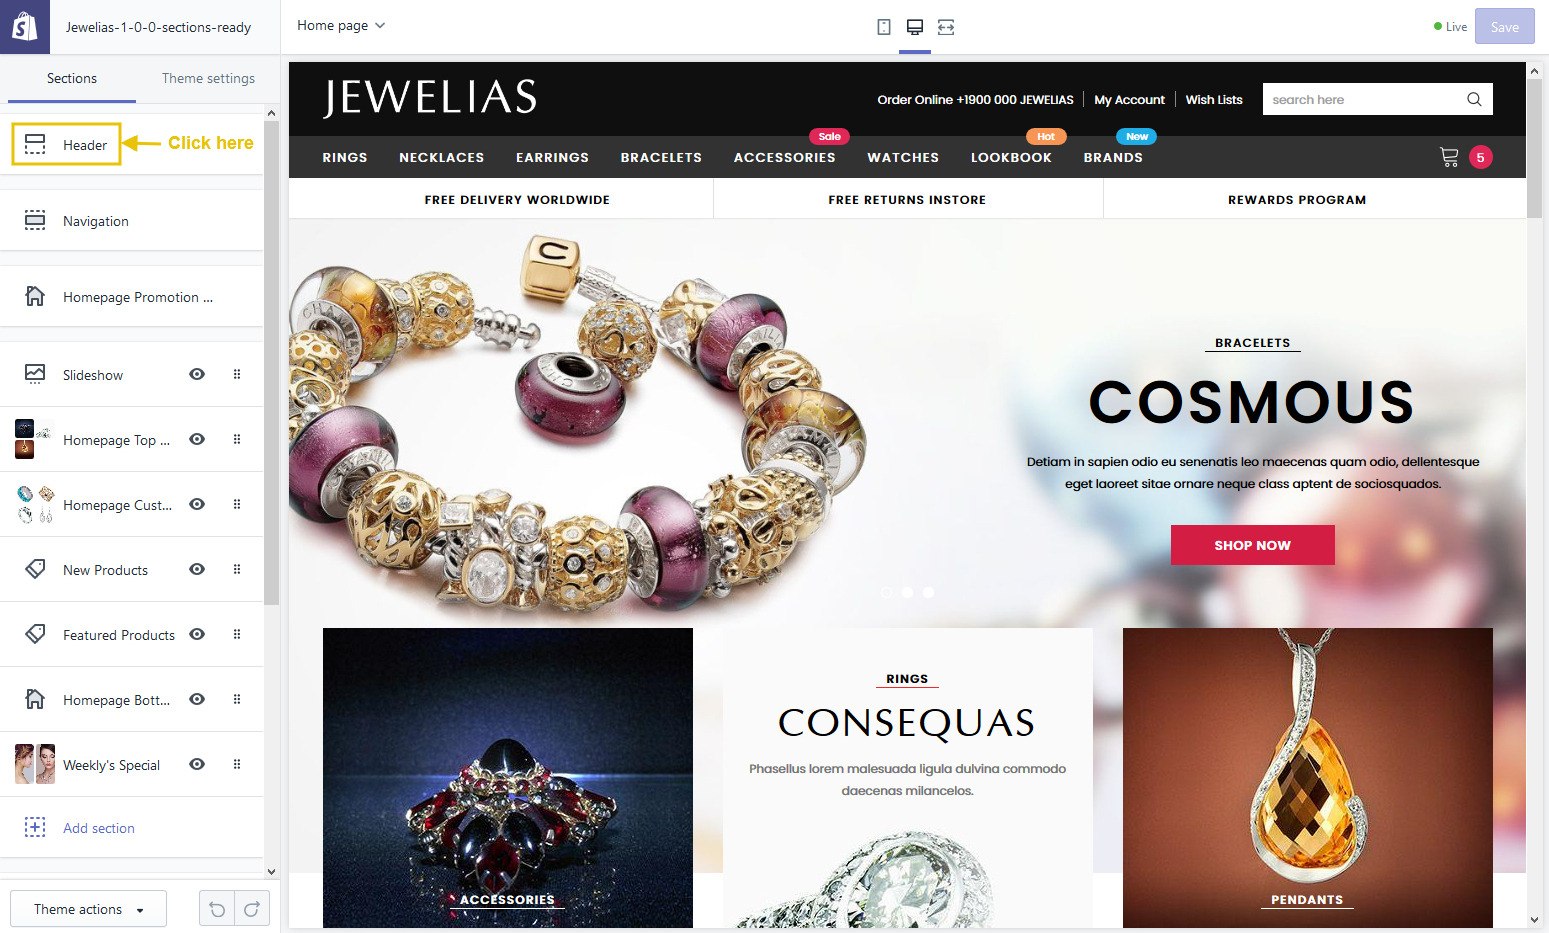 Jewelias-1-0-0-sections-ready
Home page
Live
Save
Sections
Theme settings
Header
Click here
Navigation
Homepage Promotion ...
Slideshow
Homepage Top ...
Homepage Cust...
New Products
Featured Products
Homepage Bott...
Weekly's Special
Add section
Theme actions
JEWELIAS
Order Online +1900 000 JEWELIAS
My Account
Wish Lists
search here
Sale
Hot
New
RINGS
NECKLACES
EARRINGS
BRACELETS
ACCESSORIES
WATCHES
LOOKBOOK
BRANDS
5
FREE DELIVERY WORLDWIDE
FREE RETURNS INSTORE
REWARDS PROGRAM
BRACELETS
COSMOUS
Detiam in sapien odio eu senenatis leo maecenas quam odio, dellentesque
eget laoreet sitae ornare neque class aptent de sociosquados.
SHOP NOW
ACCESSORIES
RINGS
CONSEQUAS
Phasellus lorem malesuada ligula dulvina commodo
daecenas milancelos.
PENDANTS